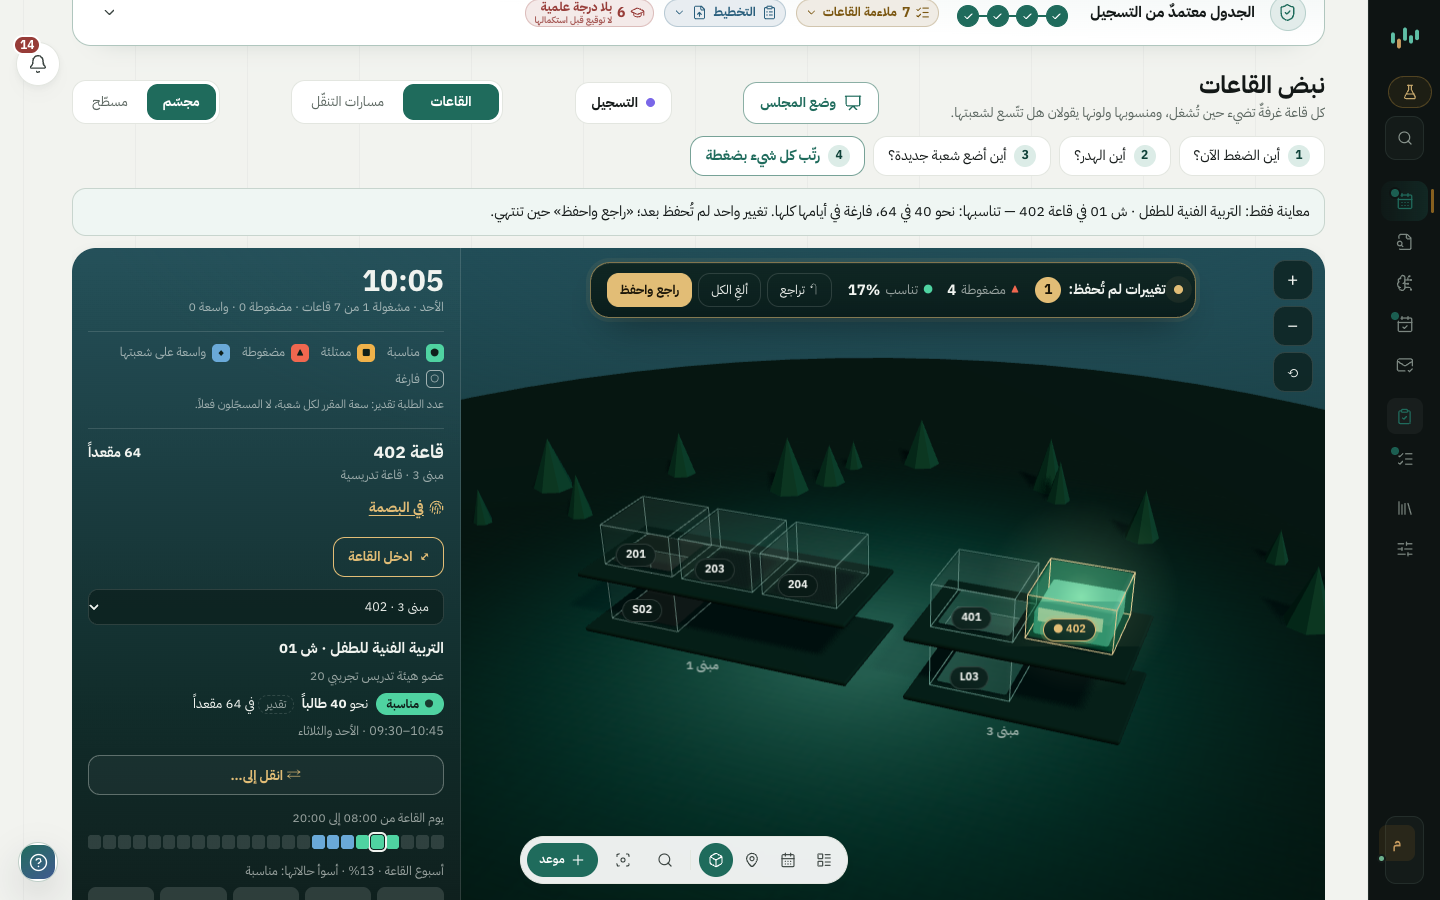 الجدول معتمدٌ من التسجيل
7 ملاءمة القاعات
التخطيط
6 بلا درجة علمية
لا توقيع قبل استكمالها
14
نبض القاعات
كل قاعة غرفةٌ تضيء حين تُشغل، ومنسوبها ولونها يقولان هل تتّسع لشعبتها.
وضع المجلس
التسجيل
القاعات
مسارات التنقّل
مجسّم
مسطّح
1 أين الضغط الآن؟
2 أين الهدر؟
3 أين أضع شعبة جديدة؟
4 رتّب كل شيء بضغطة
معاينة فقط: التربية الفنية للطفل · ش 01 في قاعة 402 — تناسبها: نحو 40 في 64، فارغة في أيامها كلها. تغيير واحد لم يُحفظ بعد؛ «راجع واحفظ» حين تنتهي.
تغييرات لم تُحفظ: 1
مضغوطة 4
تناسب 17%
تراجع
ألغِ الكل
راجع واحفظ
+
−
201
203
204
S02
مبنى 1
401
402
L03
مبنى 3
موعد
10:05
الأحد · مشغولة 1 من 7 قاعات · مضغوطة 0 · واسعة 0
مناسبة
ممتلئة
مضغوطة
واسعة على شعبتها
فارغة
عدد الطلبة تقدير: سعة المقرر لكل شعبة، لا المسجّلون فعلاً.
قاعة 402
64 مقعداً
مبنى 3 · قاعة تدريسية
في البصمة
ادخل القاعة
مبنى 3 · 402
التربية الفنية للطفل · ش 01
عضو هيئة تدريس تجريبي 20
مناسبة
نحو 40 طالباً تقدير في 64 مقعداً
09:30–10:45 · الأحد والثلاثاء
انقل إلى...
يوم القاعة من 08:00 إلى 20:00
أسبوع القاعة · 13% · أسوأ حالاتها: مناسبة
م